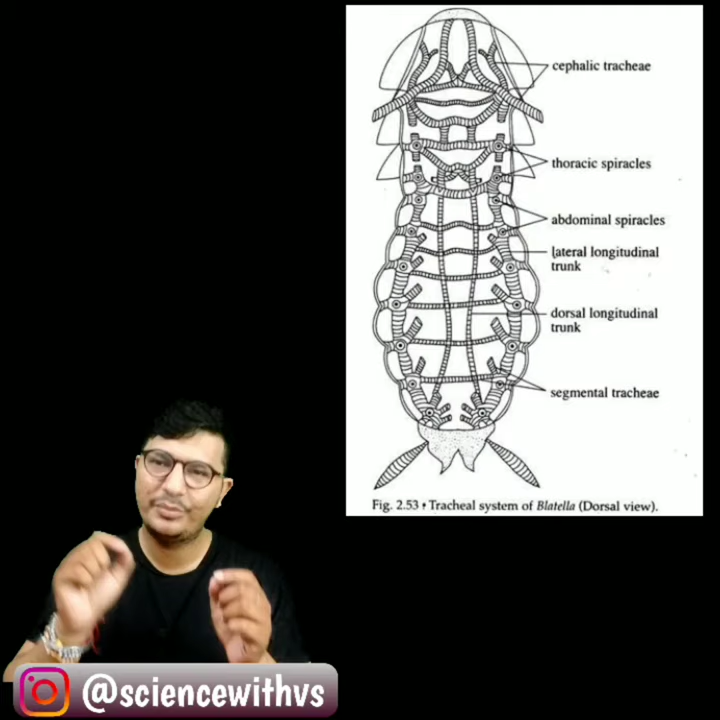 cephalic tracheae
thoracic spiracles
abdominal spiracles
lateral longitudinal
trunk
dorsal longitudinal
trunk
segmental tracheae
Fig. 2.53 • Tracheal system of Blatella (Dorsal view).
@sciencewithvs